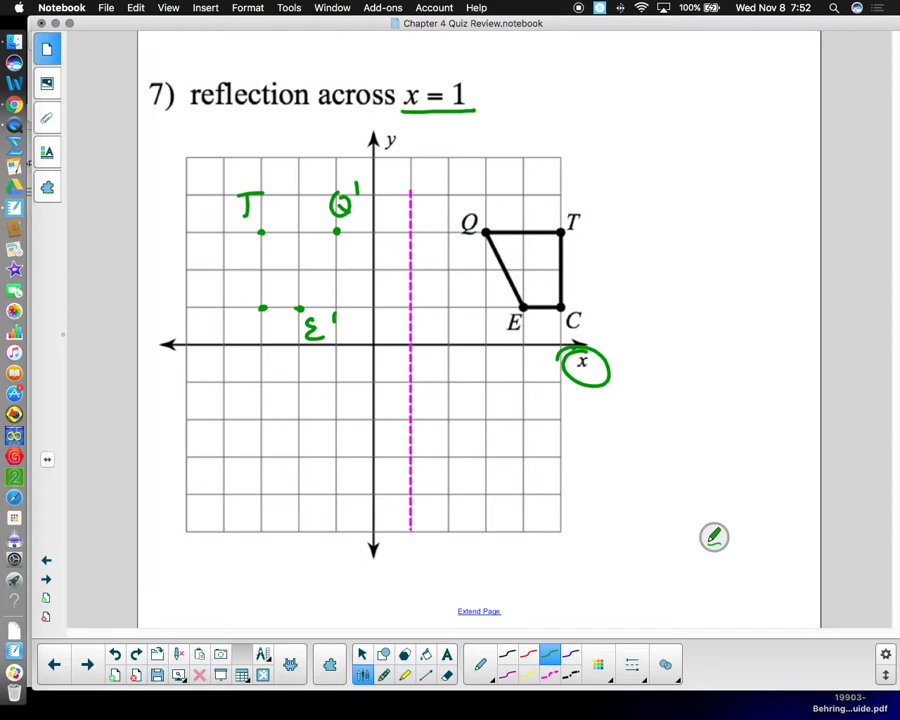 Notebook File Edit View Insert Format Tools Window Add-ons Account Help 100% Wed Nov 8 7:52
Chapter 4 Quiz Review.notebook
7) reflection across x = 1
y
T Q'
Q T
E' E C
x
Extend Page
19903-
Behring...uide.pdf